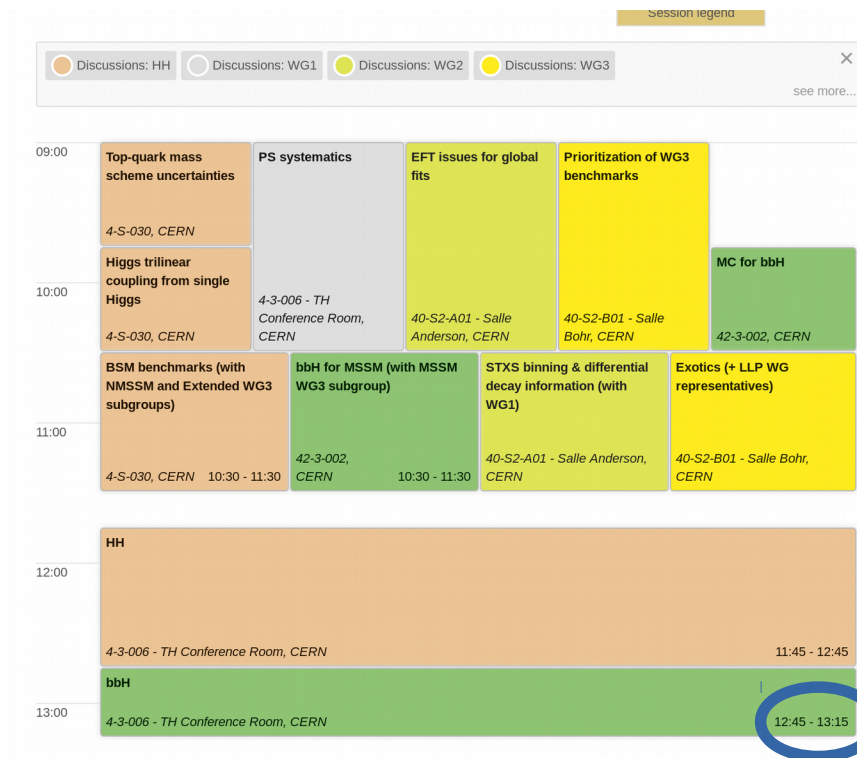 Session legend
Discussions: HH
Discussions: WG1
Discussions: WG2
Discussions: WG3
×
see more...
09:00
Top-quark mass
scheme uncertainties
4-S-030, CERN
PS systematics
4-3-006 - TH
Conference Room,
CERN
EFT issues for global
fits
40-S2-A01 - Salle
Anderson, CERN
Prioritization of WG3
benchmarks
40-S2-B01 - Salle
Bohr, CERN
Higgs trilinear
coupling from single
Higgs
4-S-030, CERN
MC for bbH
42-3-002, CERN
10:00
BSM benchmarks (with
NMSSM and Extended WG3
subgroups)
4-S-030, CERN 10:30 - 11:30
bbH for MSSM (with MSSM
WG3 subgroup)
42-3-002,
CERN 10:30 - 11:30
STXS binning & differential
decay information (with
WG1)
40-S2-A01 - Salle Anderson,
CERN
Exotics (+ LLP WG
representatives)
40-S2-B01 - Salle Bohr,
CERN
11:00
HH
12:00
4-3-006 - TH Conference Room, CERN 11:45 - 12:45
bbH
13:00
4-3-006 - TH Conference Room, CERN 12:45 - 13:15